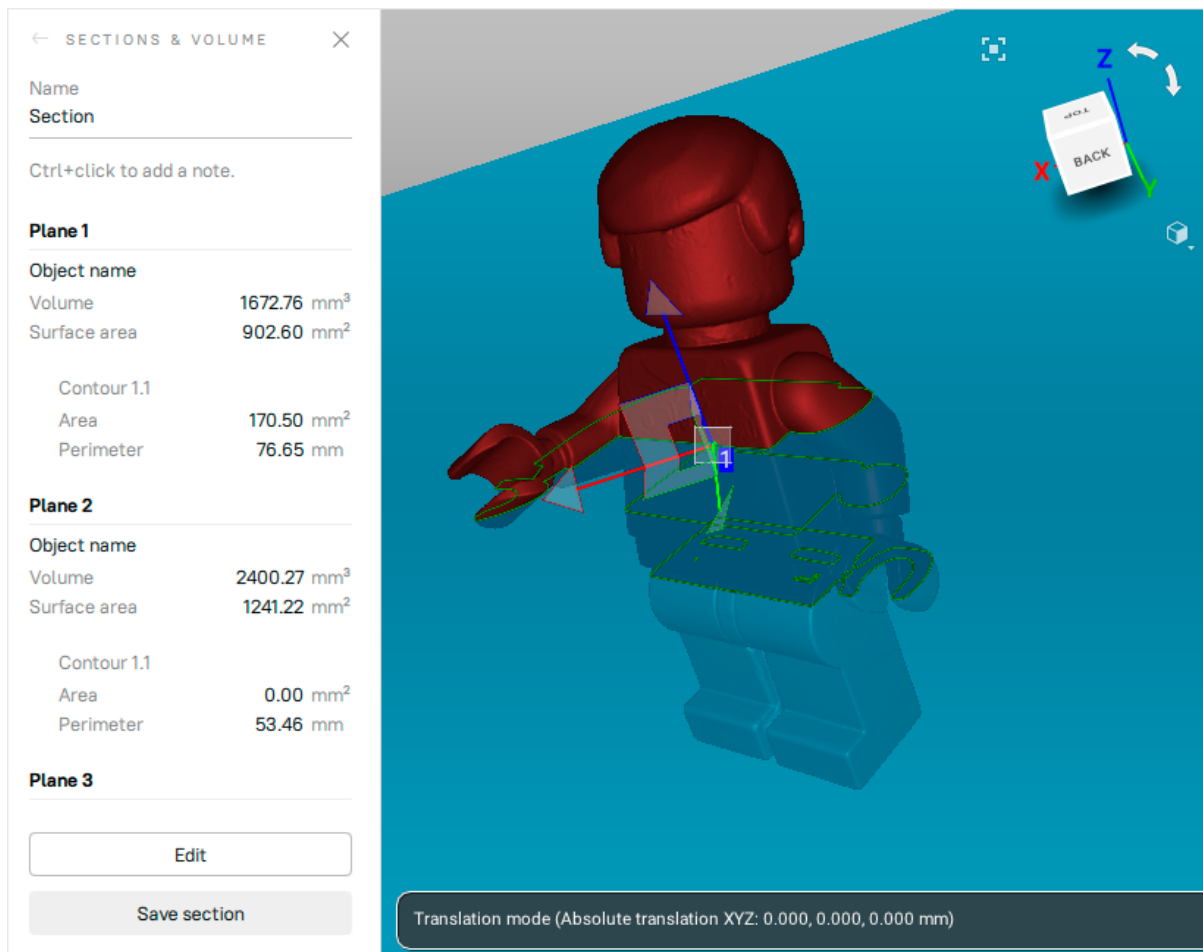 SECTIONS & VOLUME
Name
Section
Ctrl+click to add a note.
Plane 1
Object name
Volume 1672.76 mm³
Surface area 902.60 mm²
Contour 1.1
Area 170.50 mm²
Perimeter 76.65 mm
Plane 2
Object name
Volume 2400.27 mm³
Surface area 1241.22 mm²
Contour 1.1
Area 0.00 mm²
Perimeter 53.46 mm
Plane 3
Edit
Save section
Z
TOP
BACK
X
Y
1
Translation mode (Absolute translation XYZ: 0.000, 0.000, 0.000 mm)